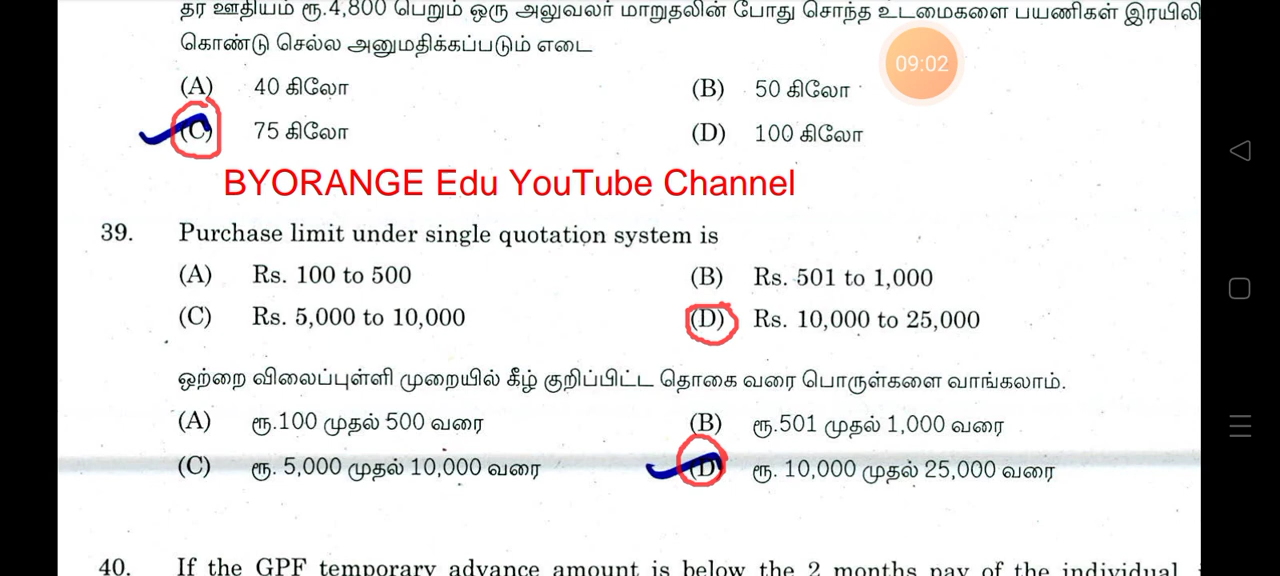 தர ஊதியம் ரூ.4,800 பெறும் ஒரு அலுவலர் மாறுதலின் போது சொந்த உடமைகளை பயணிகள் இரயிலி
கொண்டு செல்ல அனுமதிக்கப்படும் எடை
09:02
(A) 40 கிலோ (B) 50 கிலோ
(C) 75 கிலோ (D) 100 கிலோ
BYORANGE Edu YouTube Channel
39. Purchase limit under single quotation system is
(A) Rs. 100 to 500 (B) Rs. 501 to 1,000
(C) Rs. 5,000 to 10,000 (D) Rs. 10,000 to 25,000
ஒற்றை விலைப்புள்ளி முறையில் கீழ் குறிப்பிட்ட தொகை வரை பொருள்களை வாங்கலாம்.
(A) ரூ.100 முதல் 500 வரை (B) ரூ.501 முதல் 1,000 வரை
(C) ரூ. 5,000 முதல் 10,000 வரை (D) ரூ. 10,000 முதல் 25,000 வரை
40. If the GPF temporary advance amount is below the 2 months pay of the individual,